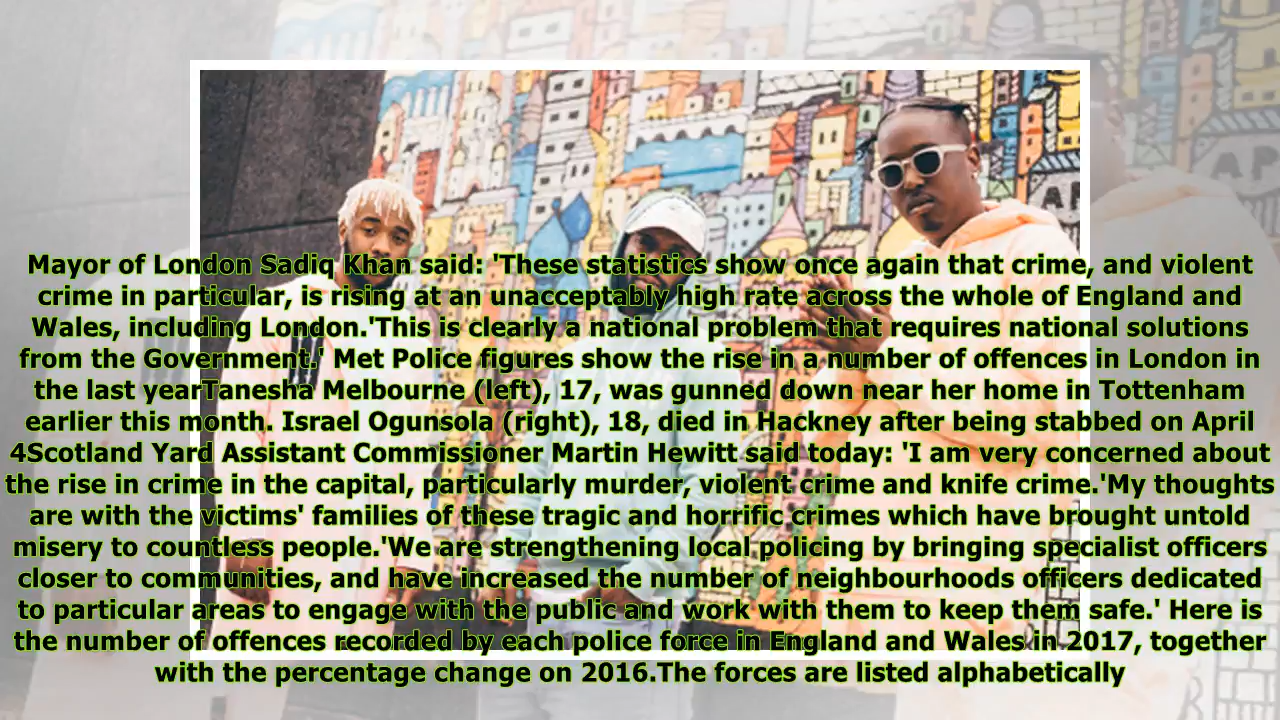 Mayor of London Sadiq Khan said: 'These statistics show once again that crime, and violent
crime in particular, is rising at an unacceptably high rate across the whole of England and
Wales, including London.'This is clearly a national problem that requires national solutions
from the Government.' Met Police figures show the rise in a number of offences in London in
the last yearTanesha Melbourne (left), 17, was gunned down near her home in Tottenham
earlier this month. Israel Ogunsola (right), 18, died in Hackney after being stabbed on April
4Scotland Yard Assistant Commissioner Martin Hewitt said today: 'I am very concerned about
the rise in crime in the capital, particularly murder, violent crime and knife crime.'My thoughts
are with the victims' families of these tragic and horrific crimes which have brought untold
misery to countless people.'We are strengthening local policing by bringing specialist officers
closer to communities, and have increased the number of neighbourhoods officers dedicated
to particular areas to engage with the public and work with them to keep them safe.' Here is
the number of offences recorded by each police force in England and Wales in 2017, together
with the percentage change on 2016.The forces are listed alphabetically